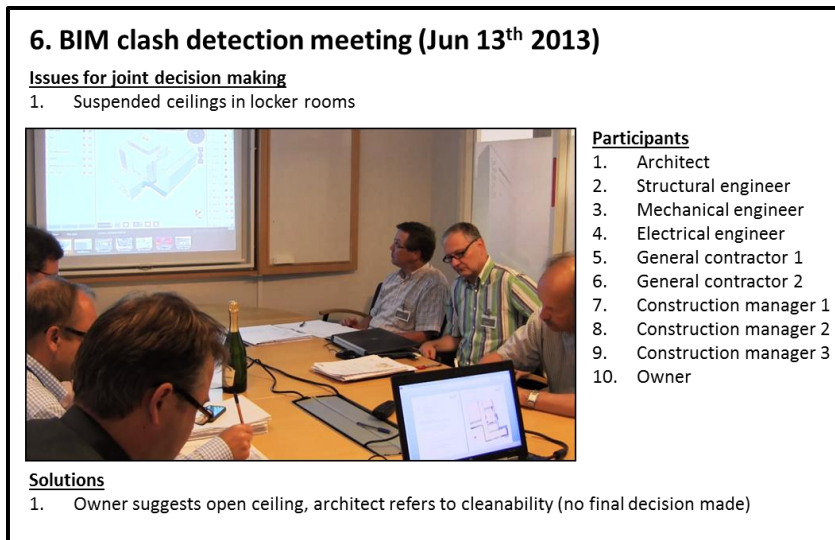 6. BIM clash detection meeting (Jun 13th 2013)
Issues for joint decision making
1. Suspended ceilings in locker rooms
Participants
1. Architect
2. Structural engineer
3. Mechanical engineer
4. Electrical engineer
5. General contractor 1
6. General contractor 2
7. Construction manager 1
8. Construction manager 2
9. Construction manager 3
10. Owner
Solutions
1. Owner suggests open ceiling, architect refers to cleanability (no final decision made)